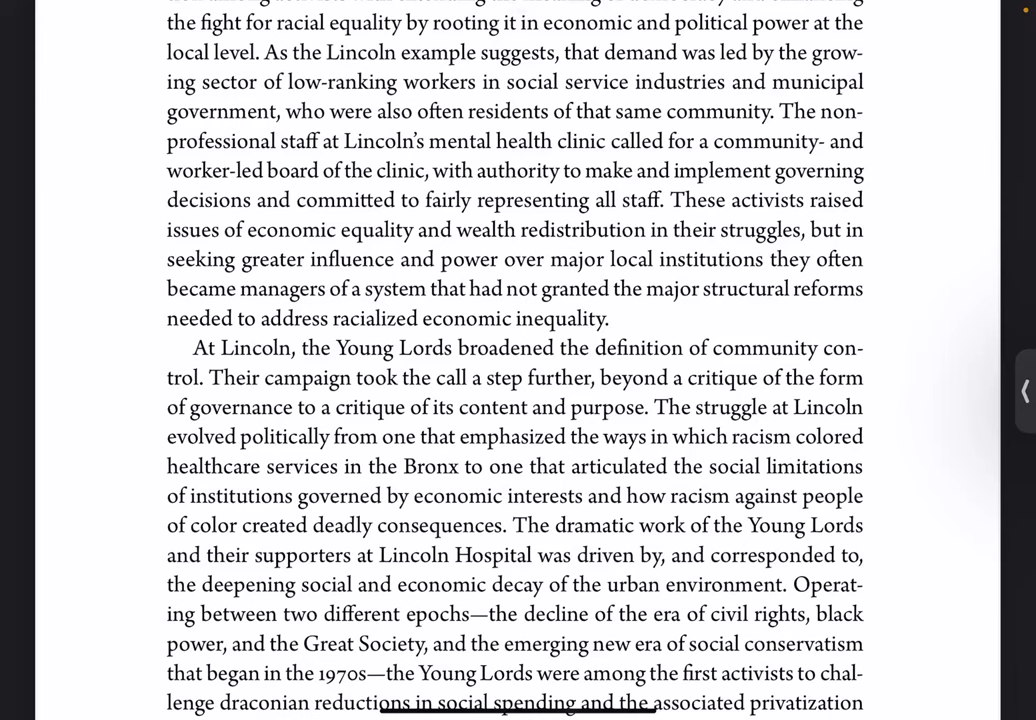 the fight for racial equality by rooting it in economic and political power at the
local level. As the Lincoln example suggests, that demand was led by the grow-
ing sector of low-ranking workers in social service industries and municipal
government, who were also often residents of that same community. The non-
professional staff at Lincoln’s mental health clinic called for a community- and
worker-led board of the clinic, with authority to make and implement governing
decisions and committed to fairly representing all staff. These activists raised
issues of economic equality and wealth redistribution in their struggles, but in
seeking greater influence and power over major local institutions they often
became managers of a system that had not granted the major structural reforms
needed to address racialized economic inequality.
At Lincoln, the Young Lords broadened the definition of community con-
trol. Their campaign took the call a step further, beyond a critique of the form
of governance to a critique of its content and purpose. The struggle at Lincoln
evolved politically from one that emphasized the ways in which racism colored
healthcare services in the Bronx to one that articulated the social limitations
of institutions governed by economic interests and how racism against people
of color created deadly consequences. The dramatic work of the Young Lords
and their supporters at Lincoln Hospital was driven by, and corresponded to,
the deepening social and economic decay of the urban environment. Operat-
ing between two different epochs—the decline of the era of civil rights, black
power, and the Great Society, and the emerging new era of social conservatism
that began in the 1970s—the Young Lords were among the first activists to chal-
lenge draconian reductions in social spending and the associated privatization